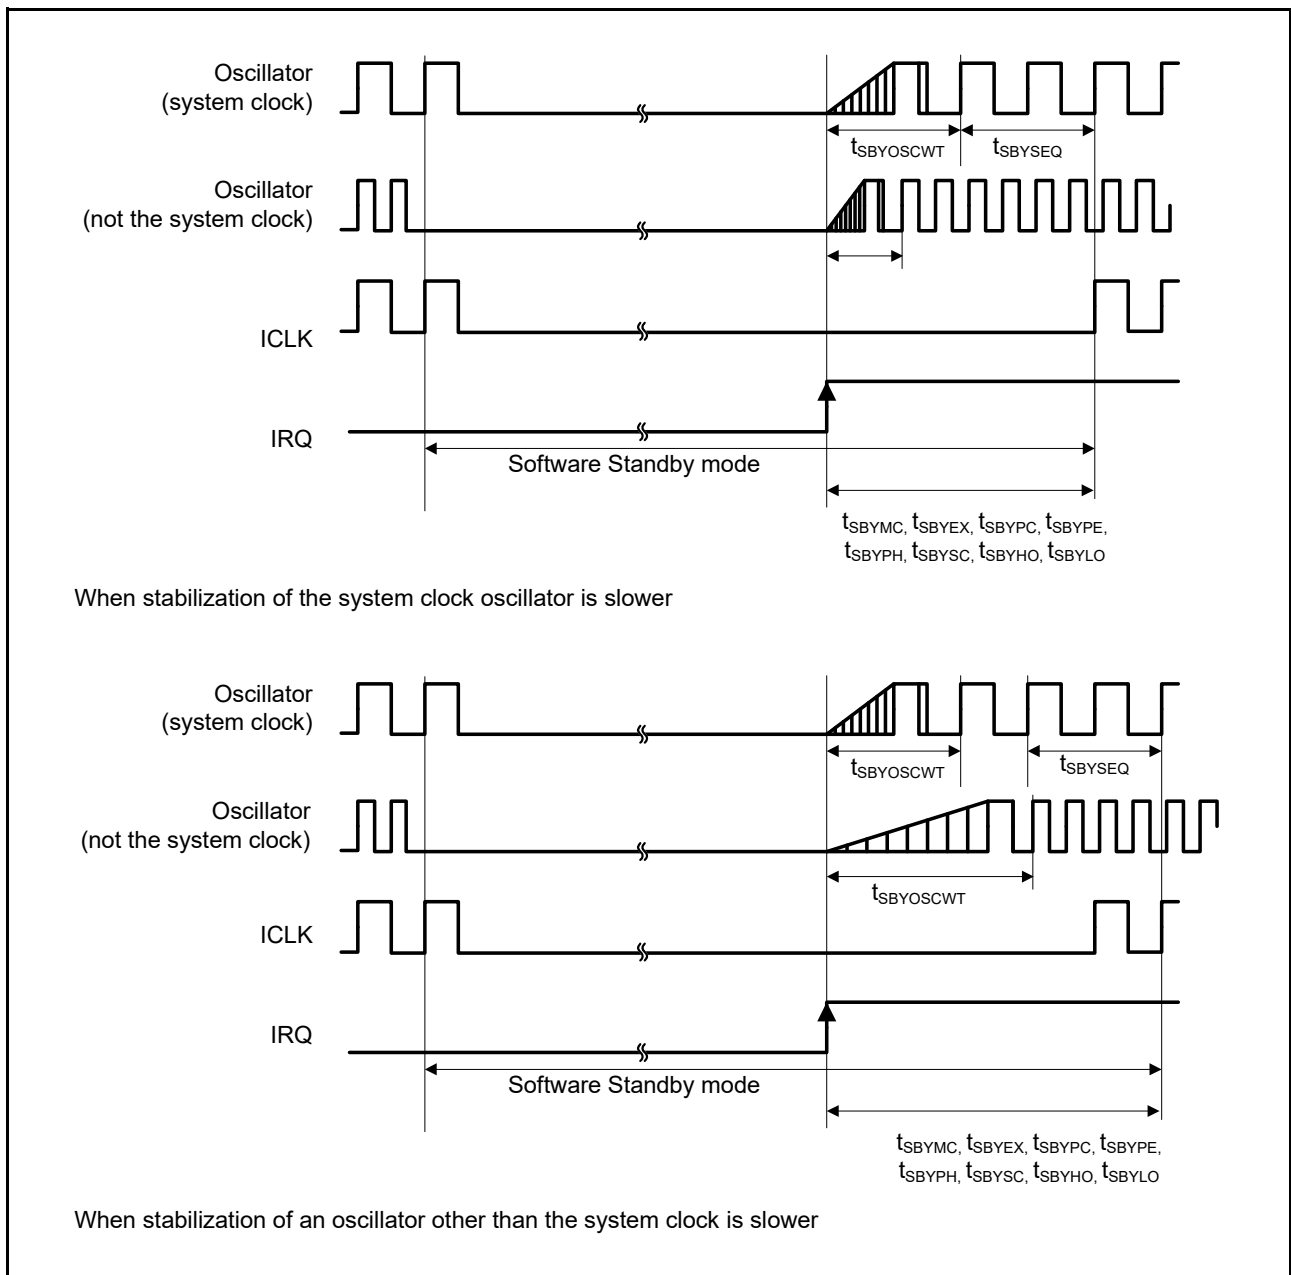 Oscillator
(system clock)
tSBYOSCWT
tSBYSEQ
Oscillator
(not the system clock)
ICLK
IRQ
Software Standby mode
tSBYMC, tSBYEX, tSBYPC, tSBYPE,
tSBYPH, tSBYSC, tSBYHO, tSBYLO
When stabilization of the system clock oscillator is slower
Oscillator
(system clock)
tSBYOSCWT
tSBYSEQ
Oscillator
(not the system clock)
tSBYOSCWT
ICLK
IRQ
Software Standby mode
tSBYMC, tSBYEX, tSBYPC, tSBYPE,
tSBYPH, tSBYSC, tSBYHO, tSBYLO
When stabilization of an oscillator other than the system clock is slower